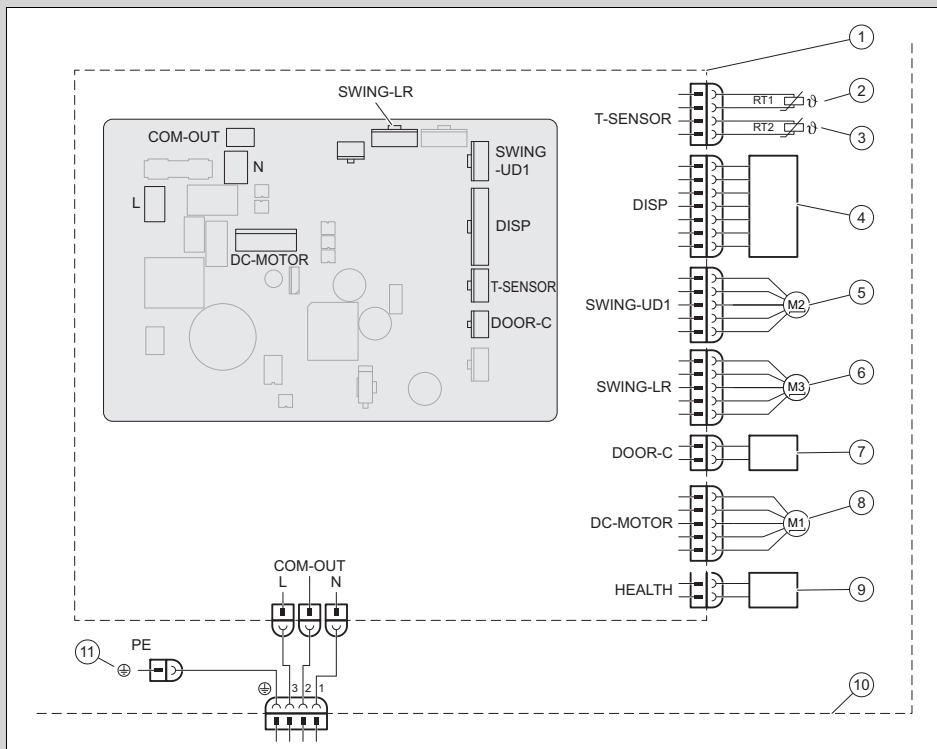 1
SWING-LR
COM-OUT
N
L
SWING
-UD1
DISP
DC-MOTOR
T-SENSOR
DOOR-C
T-SENSOR
RT1
ϑ
2
RT2
ϑ
3
DISP
4
SWING-UD1
M2
5
SWING-LR
M3
6
DOOR-C
7
DC-MOTOR
M1
8
HEALTH
9
COM-OUT
L
N
11
PE
3 2 1
10